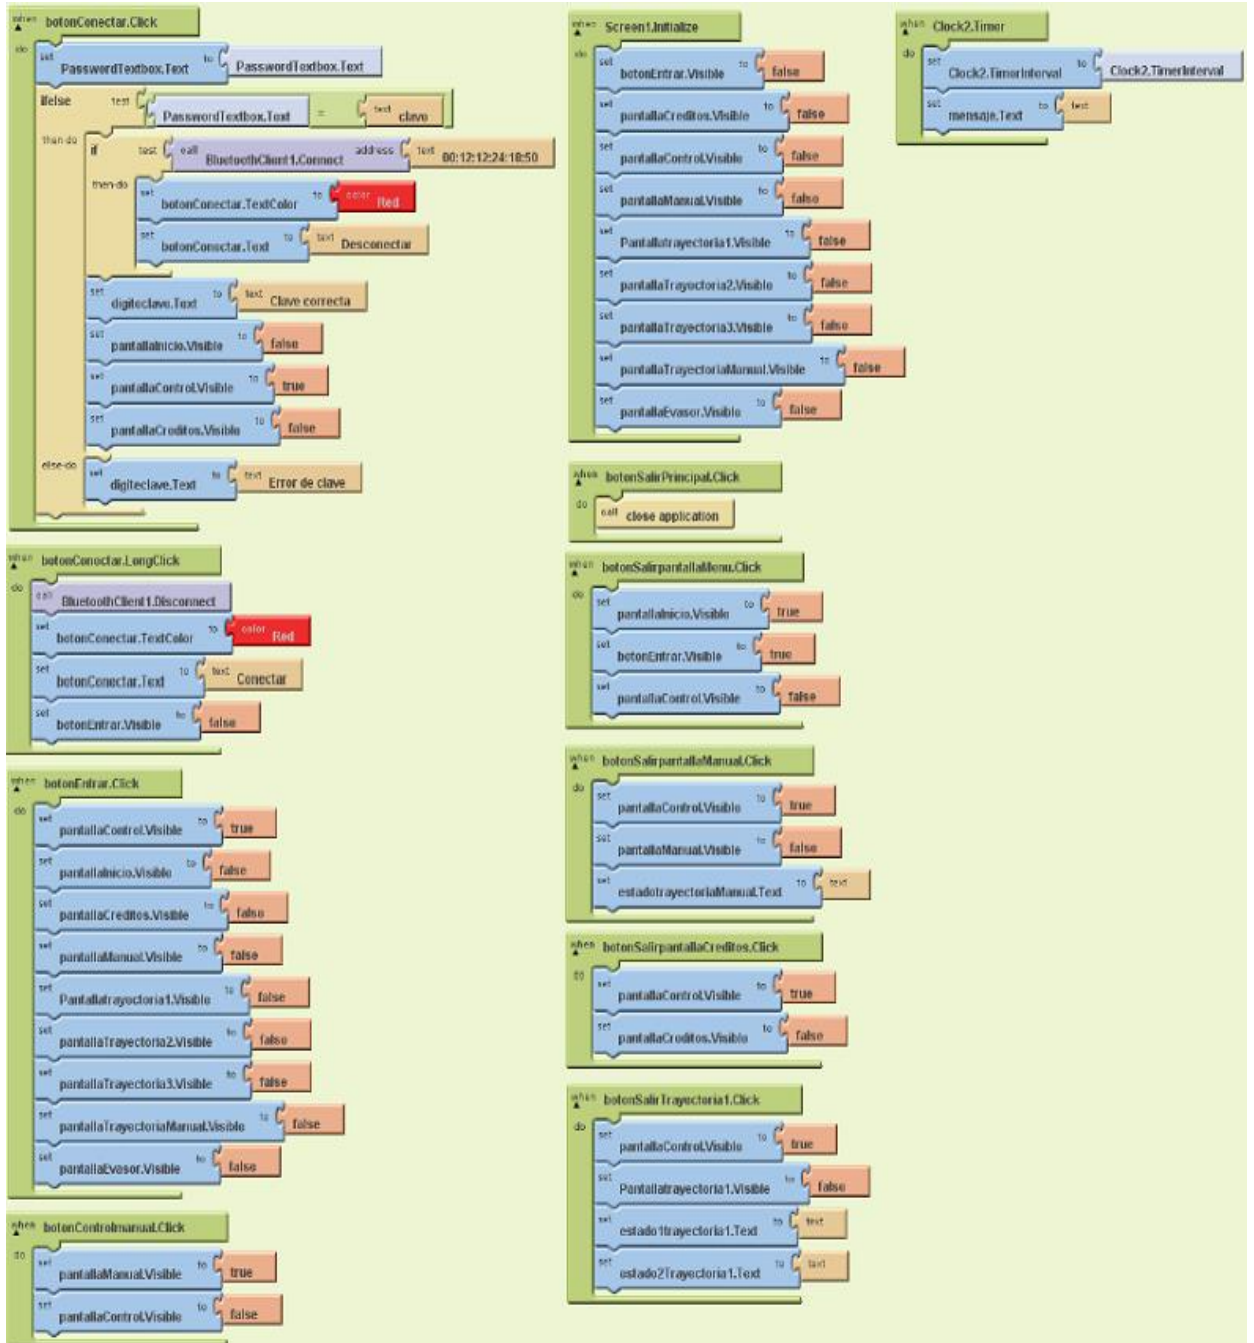 when botonConectar.Click
do set PasswordTextbox.Text to PasswordTextbox.Text
ifelse test PasswordTextbox.Text = text clave
then-do if test call BluetoothClient1.Connect address text 00:12:12:24:18:50
then-do set botonConectar.TextColor to color Red
set botonConectar.Text to text Desconectar
set digiteclave.Text to text Clave correcta
set pantallaInicio.Visible to false
set pantallaControl.Visible to true
set pantallaCreditos.Visible to false
else-do set digiteclave.Text to text Error de clave
when botonConectar.LongClick
do call BluetoothClient1.Disconnect
set botonConectar.TextColor to color Red
set botonConectar.Text to text Conectar
set botonEntrar.Visible to false
when botonEntrar.Click
do set pantallaControl.Visible to true
set pantallaInicio.Visible to false
set pantallaCreditos.Visible to false
set pantallaManual.Visible to false
set Pantallatrayectoria1.Visible to false
set pantallaTrayectoria2.Visible to false
set pantallaTrayectoria3.Visible to false
set pantallaTrayectoriaManual.Visible to false
set pantallaEvasor.Visible to false
when botonControlmanual.Click
do set pantallaManual.Visible to true
set pantallaControl.Visible to false
when Screen1.Initialize
do set botonEntrar.Visible to false
set pantallaCreditos.Visible to false
set pantallaControl.Visible to false
set pantallaManual.Visible to false
set Pantallatrayectoria1.Visible to false
set pantallaTrayectoria2.Visible to false
set pantallaTrayectoria3.Visible to false
set pantallaTrayectoriaManual.Visible to false
set pantallaEvasor.Visible to false
when botonSalirPrincipal.Click
do call close application
when botonSalirpantallaMenu.Click
do set pantallaInicio.Visible to true
set botonEntrar.Visible to true
set pantallaControl.Visible to false
when botonSalirpantallaManual.Click
do set pantallaControl.Visible to true
set pantallaManual.Visible to false
set estadotrayectoriaManual.Text to text
when botonSalirpantallaCreditos.Click
do set pantallaControl.Visible to true
set pantallaCreditos.Visible to false
when botonSalirTrayectoria1.Click
do set pantallaControl.Visible to true
set Pantallatrayectoria1.Visible to false
set estado1trayectoria1.Text to text
set estado2Trayectoria1.Text to text
when Clock2.Timer
do set Clock2.TimerInterval to Clock2.TimerInterval
set mensaje.Text to text